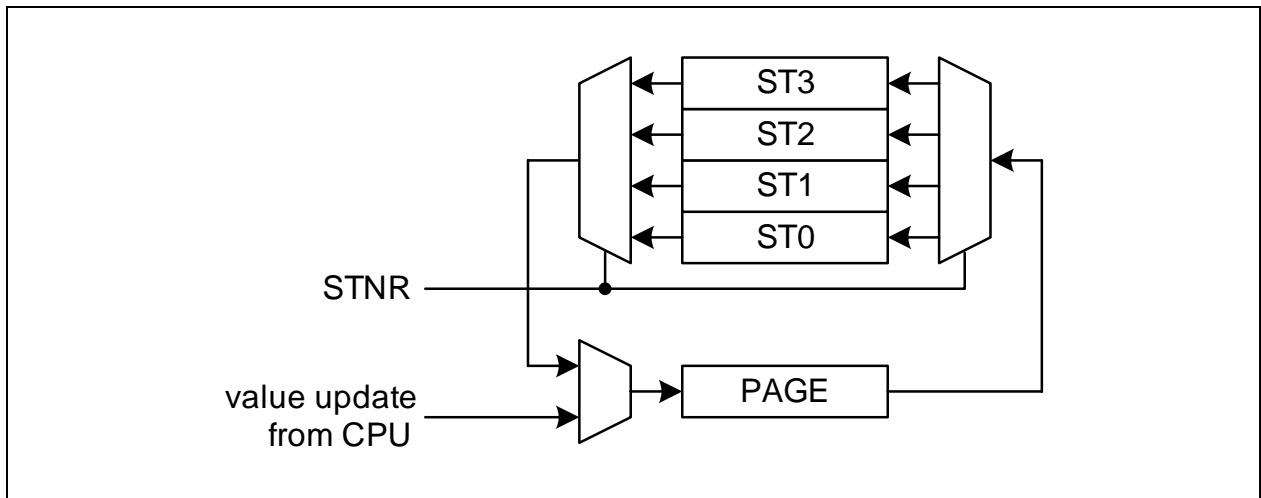 ST3
ST2
ST1
ST0
STNR
value update
from CPU
PAGE